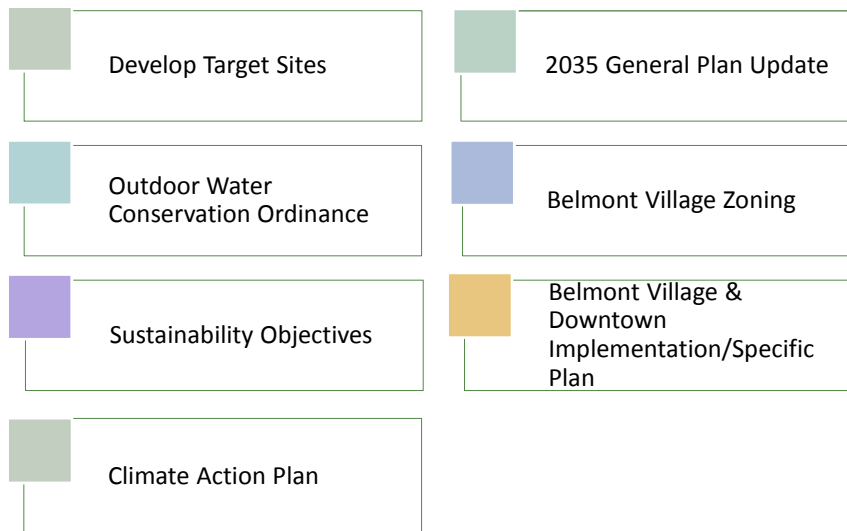 Develop Target Sites
2035 General Plan Update
Outdoor Water
Conservation Ordinance
Belmont Village Zoning
Sustainability Objectives
Belmont Village &
Downtown
Implementation/Specific
Plan
Climate Action Plan